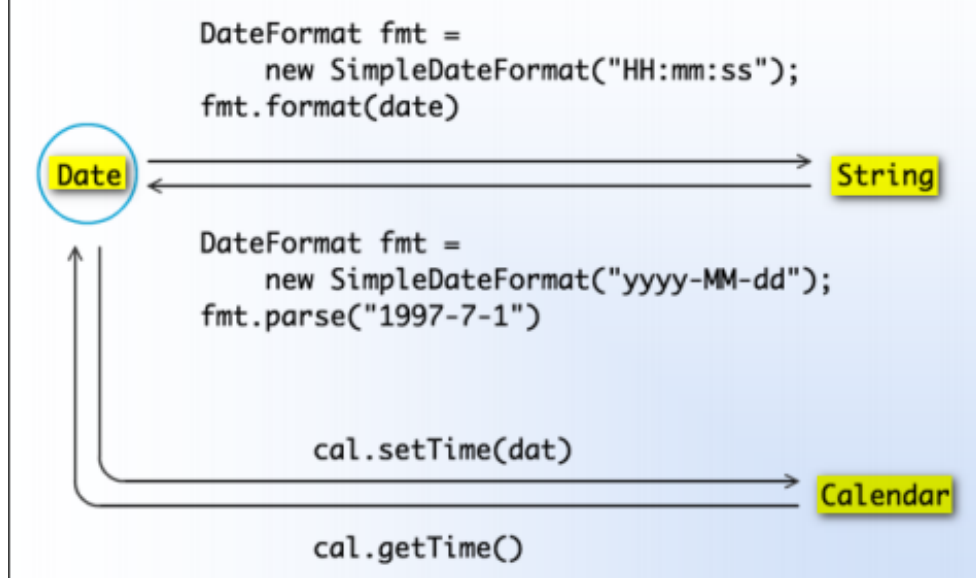 DateFormat fmt =
new SimpleDateFormat("HH:mm:ss");
fmt.format(date)
Date
String
DateFormat fmt =
new SimpleDateFormat("yyyy-MM-dd");
fmt.parse("1997-7-1")
cal.setTime(dat)
Calendar
cal.getTime()